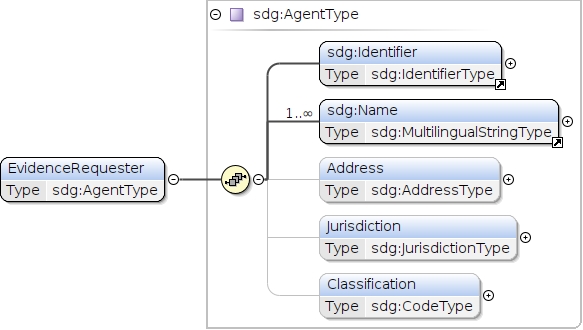 sdg:AgentType
sdg:Identifier
Type sdg:IdentifierType
1..∞
sdg:Name
Type sdg:MultilingualStringType
EvidenceRequester
Type sdg:AgentType
Address
Type sdg:AddressType
Jurisdiction
Type sdg:JurisdictionType
Classification
Type sdg:CodeType